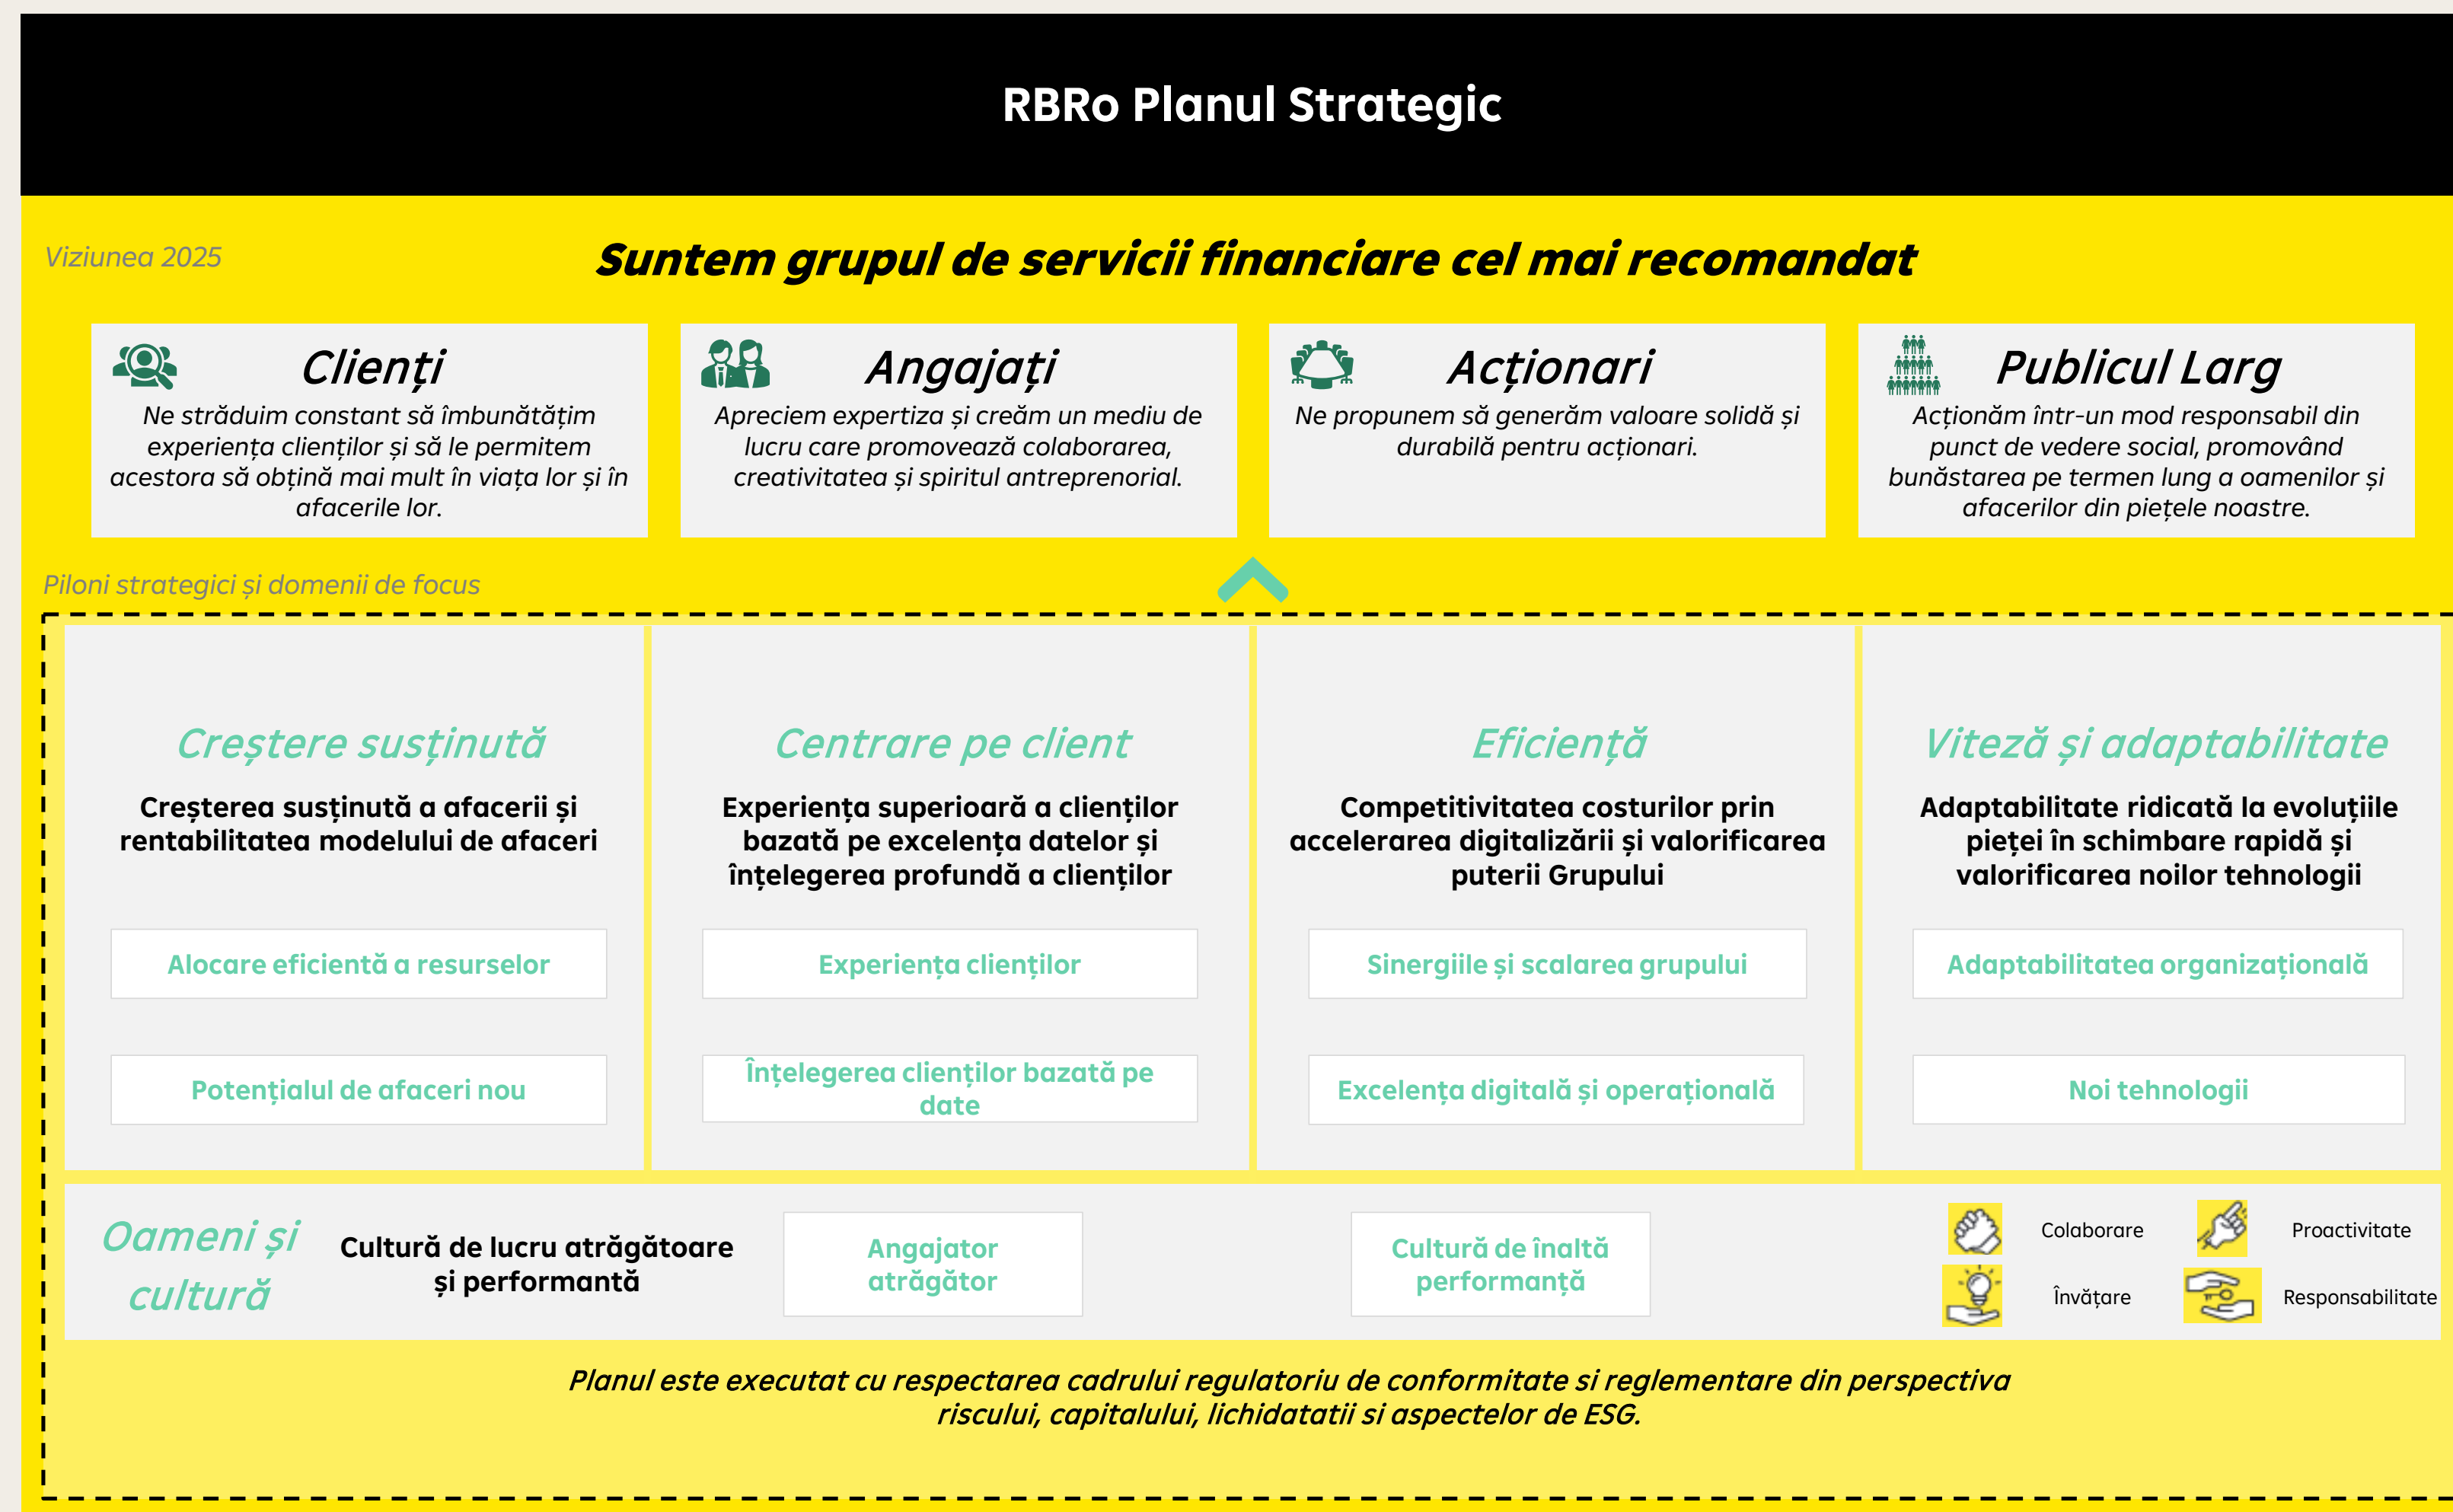 RBRo Planul Strategic
Viziunea 2025
Suntem grupul de servicii financiare cel mai recomandat
Clienți
Ne străduim constant să îmbunătățim
experiența clienților și să le permitem
acestora să obțină mai mult în viața lor și în
afacerile lor.
Angajați
Apreciem expertiza și creăm un mediu de
lucru care promovează colaborarea,
creativitatea și spiritul antreprenorial.
Acționari
Ne propunem să generăm valoare solidă și
durabilă pentru acționari.
Publicul Larg
Acționăm într-un mod responsabil din
punct de vedere social, promovând
bunăstarea pe termen lung a oamenilor și
afacerilor din piețele noastre.
Piloni strategici și domenii de focus
Creștere susținută
Creșterea susținută a afacerii și
rentabilitatea modelului de afaceri
Alocare eficientă a resurselor
Potențialul de afaceri nou
Centrare pe client
Experiența superioară a clienților
bazată pe excelența datelor și
înțelegerea profundă a clienților
Experiența clienților
Înțelegerea clienților bazată pe
date
Eficiență
Competitivitatea costurilor prin
accelerarea digitalizării și valorificarea
puterii Grupului
Sinergiile și scalarea grupului
Excelența digitală și operațională
Viteză și adaptabilitate
Adaptabilitate ridicată la evoluțiile
pieței în schimbare rapidă și
valorificarea noilor tehnologii
Adaptabilitatea organizațională
Noi tehnologii
Oameni și
cultură
Cultură de lucru atrăgătoare
și performantă
Angajator
atrăgător
Cultură de înaltă
performanță
Colaborare
Proactivitate
Învățare
Responsabilitate
Planul este executat cu respectarea cadrului regulatoriu de conformitate si reglementare din perspectiva
riscului, capitalului, lichidatatii si aspectelor de ESG.